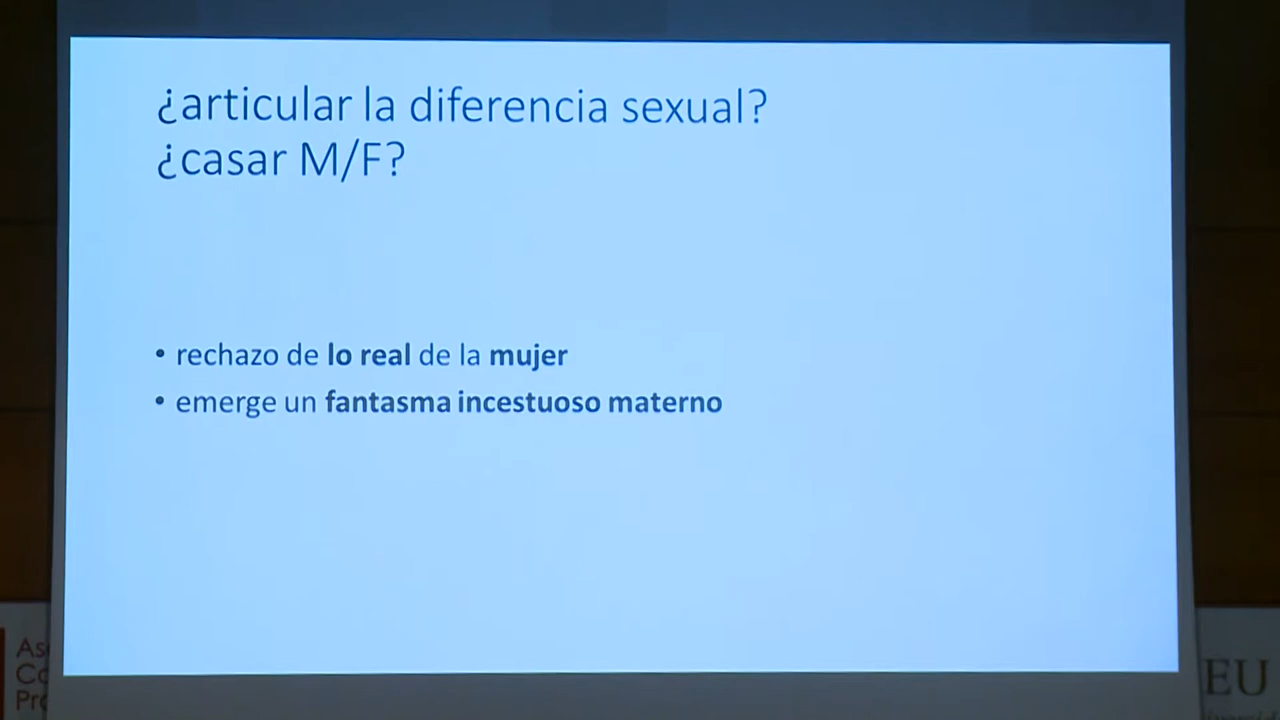 ¿articular la diferencia sexual?
¿casar M/F?
• rechazo de lo real de la mujer
• emerge un fantasma incestuoso materno
EU